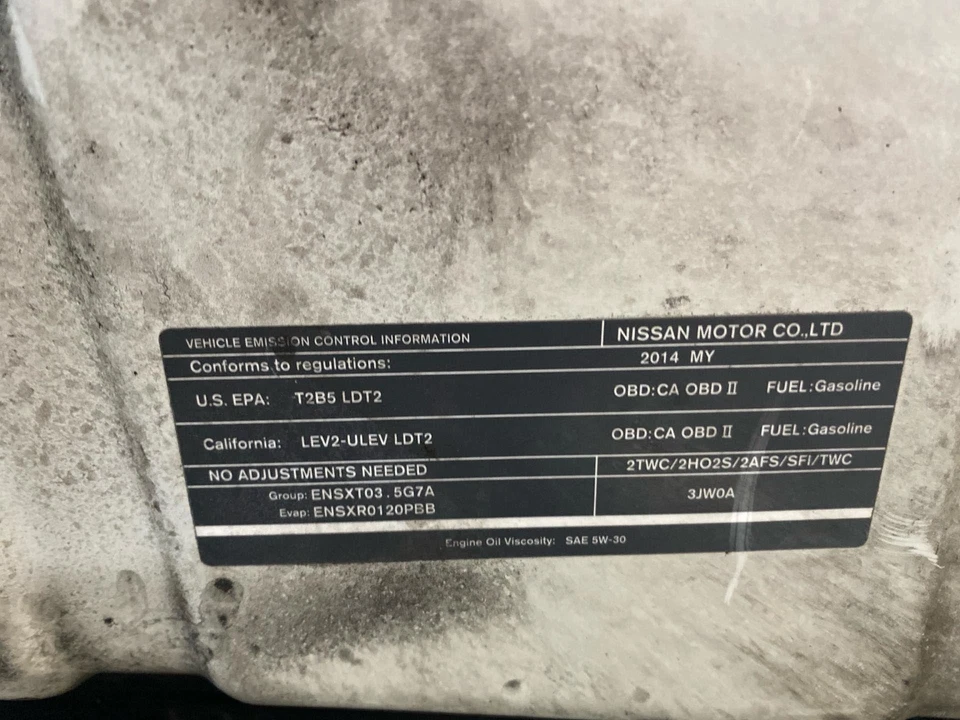 VEHICLE EMISSION CONTROL INFORMATION NISSAN MOTOR CO.,LTD
Conforms to regulations: 2014 MY
U.S. EPA: T2B5 LDT2 OBD:CA OBD II FUEL:Gasoline
California: LEV2-ULEV LDT2 OBD:CA OBD II FUEL:Gasoline
NO ADJUSTMENTS NEEDED 2TWC/2HO2S/2AFS/SFI/TWC
Group: ENSXT03.5G7A 3JW0A
Evap: ENSXR0120PBB
Engine Oil Viscosity: SAE 5W-30